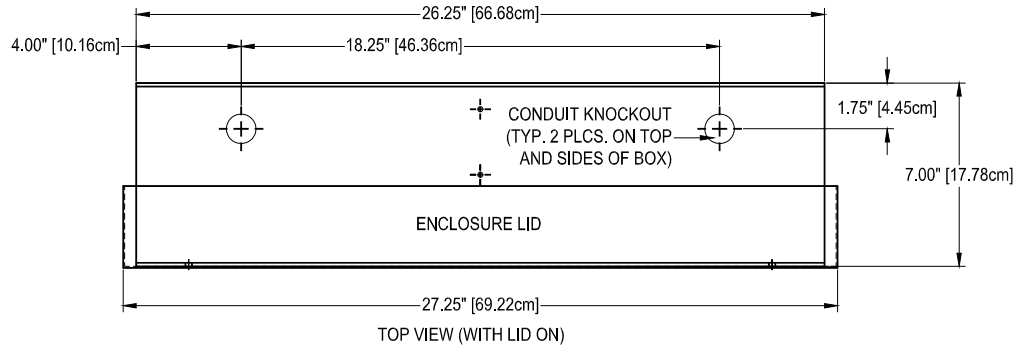 26.25" [66.68cm]
4.00" [10.16cm]
18.25" [46.36cm]
1.75" [4.45cm]
CONDUIT KNOCKOUT
(TYP. 2 PLCS. ON TOP
AND SIDES OF BOX)
7.00" [17.78cm]
ENCLOSURE LID
27.25" [69.22cm]
TOP VIEW (WITH LID ON)